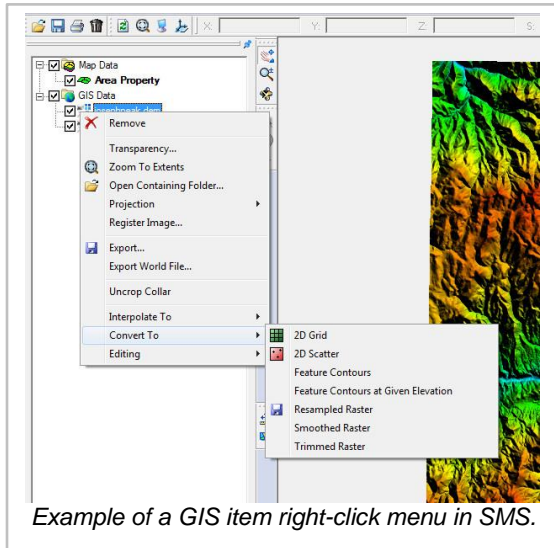 X:
Y:
Z:
S:
Map Data
Area Property
GIS Data
josephpeak.dem
Remove
Transparency...
Zoom To Extents
Open Containing Folder...
Projection
Register Image...
Export...
Export World File...
Uncrop Collar
Interpolate To
Convert To
Editing
2D Grid
2D Scatter
Feature Contours
Feature Contours at Given Elevation
Resampled Raster
Smoothed Raster
Trimmed Raster
Example of a GIS item right-click menu in SMS.